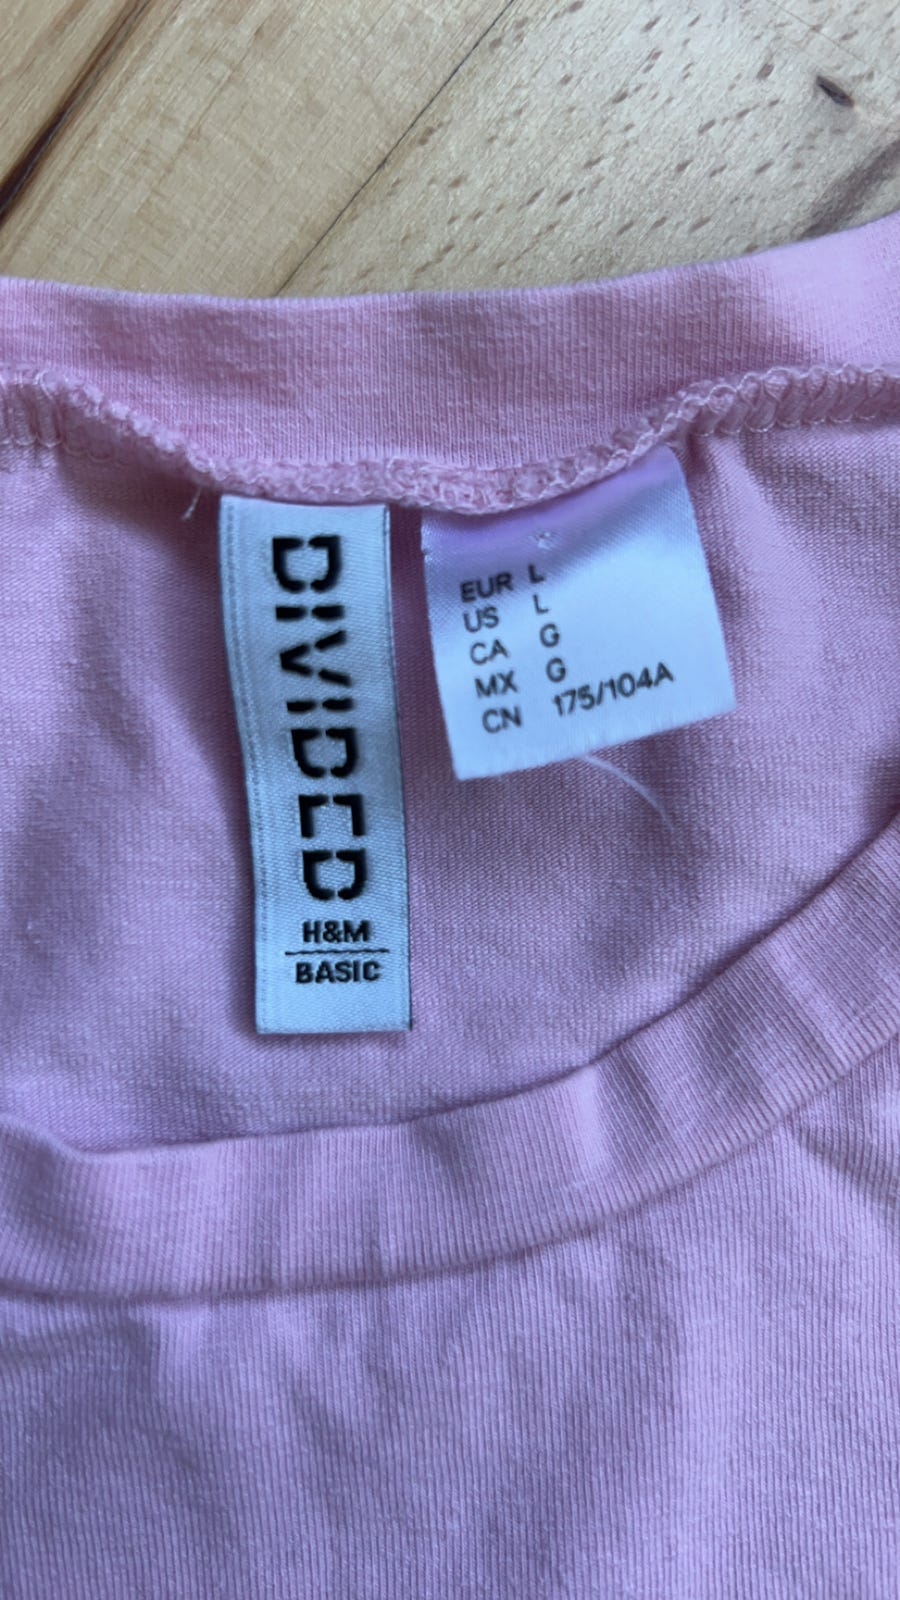 DIVIDED
H&M
BASIC
EUR L
US L
CA G
MX G
CN 175/104A